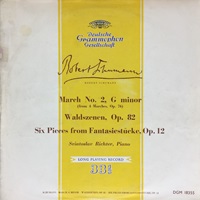 Deutsche
Grammophon
Gesellschaft
Robert Schumann
March No. 2, G minor
(from 4 Marches, Op. 76)
Waldszenen, Op. 82
Six Pieces from Fantasiestücke, Op. 12
Sviatoslav Richter, Piano
LONG PLAYING RECORD
33⅓